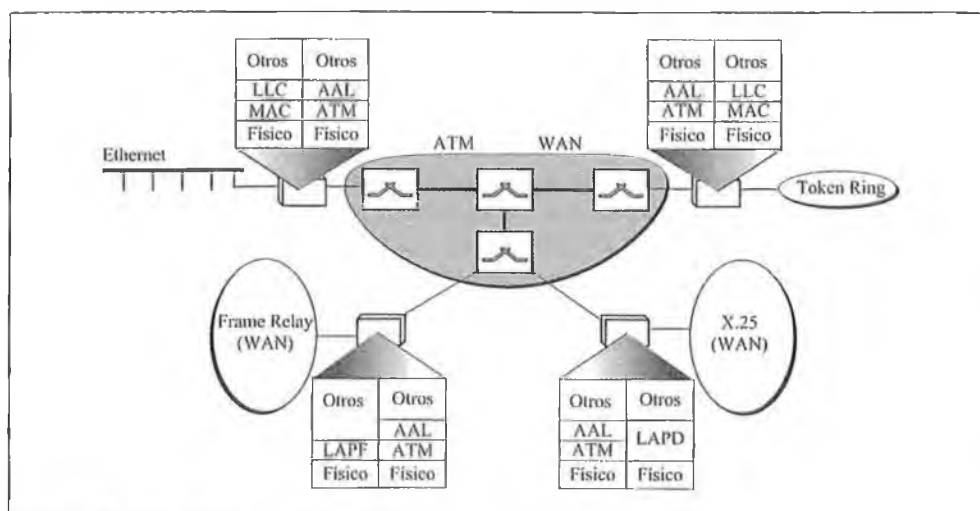 Otros Otros
LLC AAL
MAC ATM
Físico Físico
Otros Otros
AAL LLC
ATM MAC
Físico Físico
Ethernet
ATM WAN
Token Ring
Frame Relay
(WAN)
X.25
(WAN)
Otros Otros
AAL
LAPF ATM
Físico Físico
Otros Otros
AAL LAPD
ATM
Físico Físico